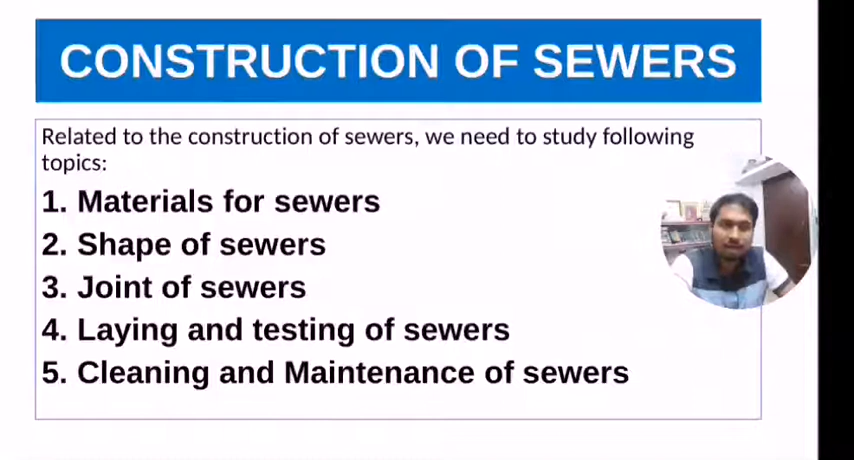 CONSTRUCTION OF SEWERS
Related to the construction of sewers, we need to study following
topics:
1. Materials for sewers
2. Shape of sewers
3. Joint of sewers
4. Laying and testing of sewers
5. Cleaning and Maintenance of sewers